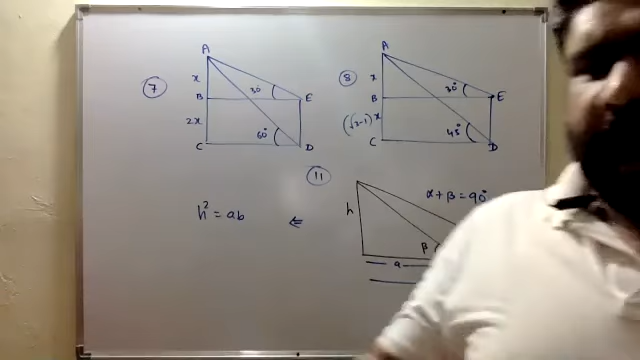 7
A
x
30°
B
E
2x
60°
C
D
8
A
x
30°
B
E
(√3-1)x
45°
C
D
11
α + β = 90°
h
h² = ab
⇐
β
a